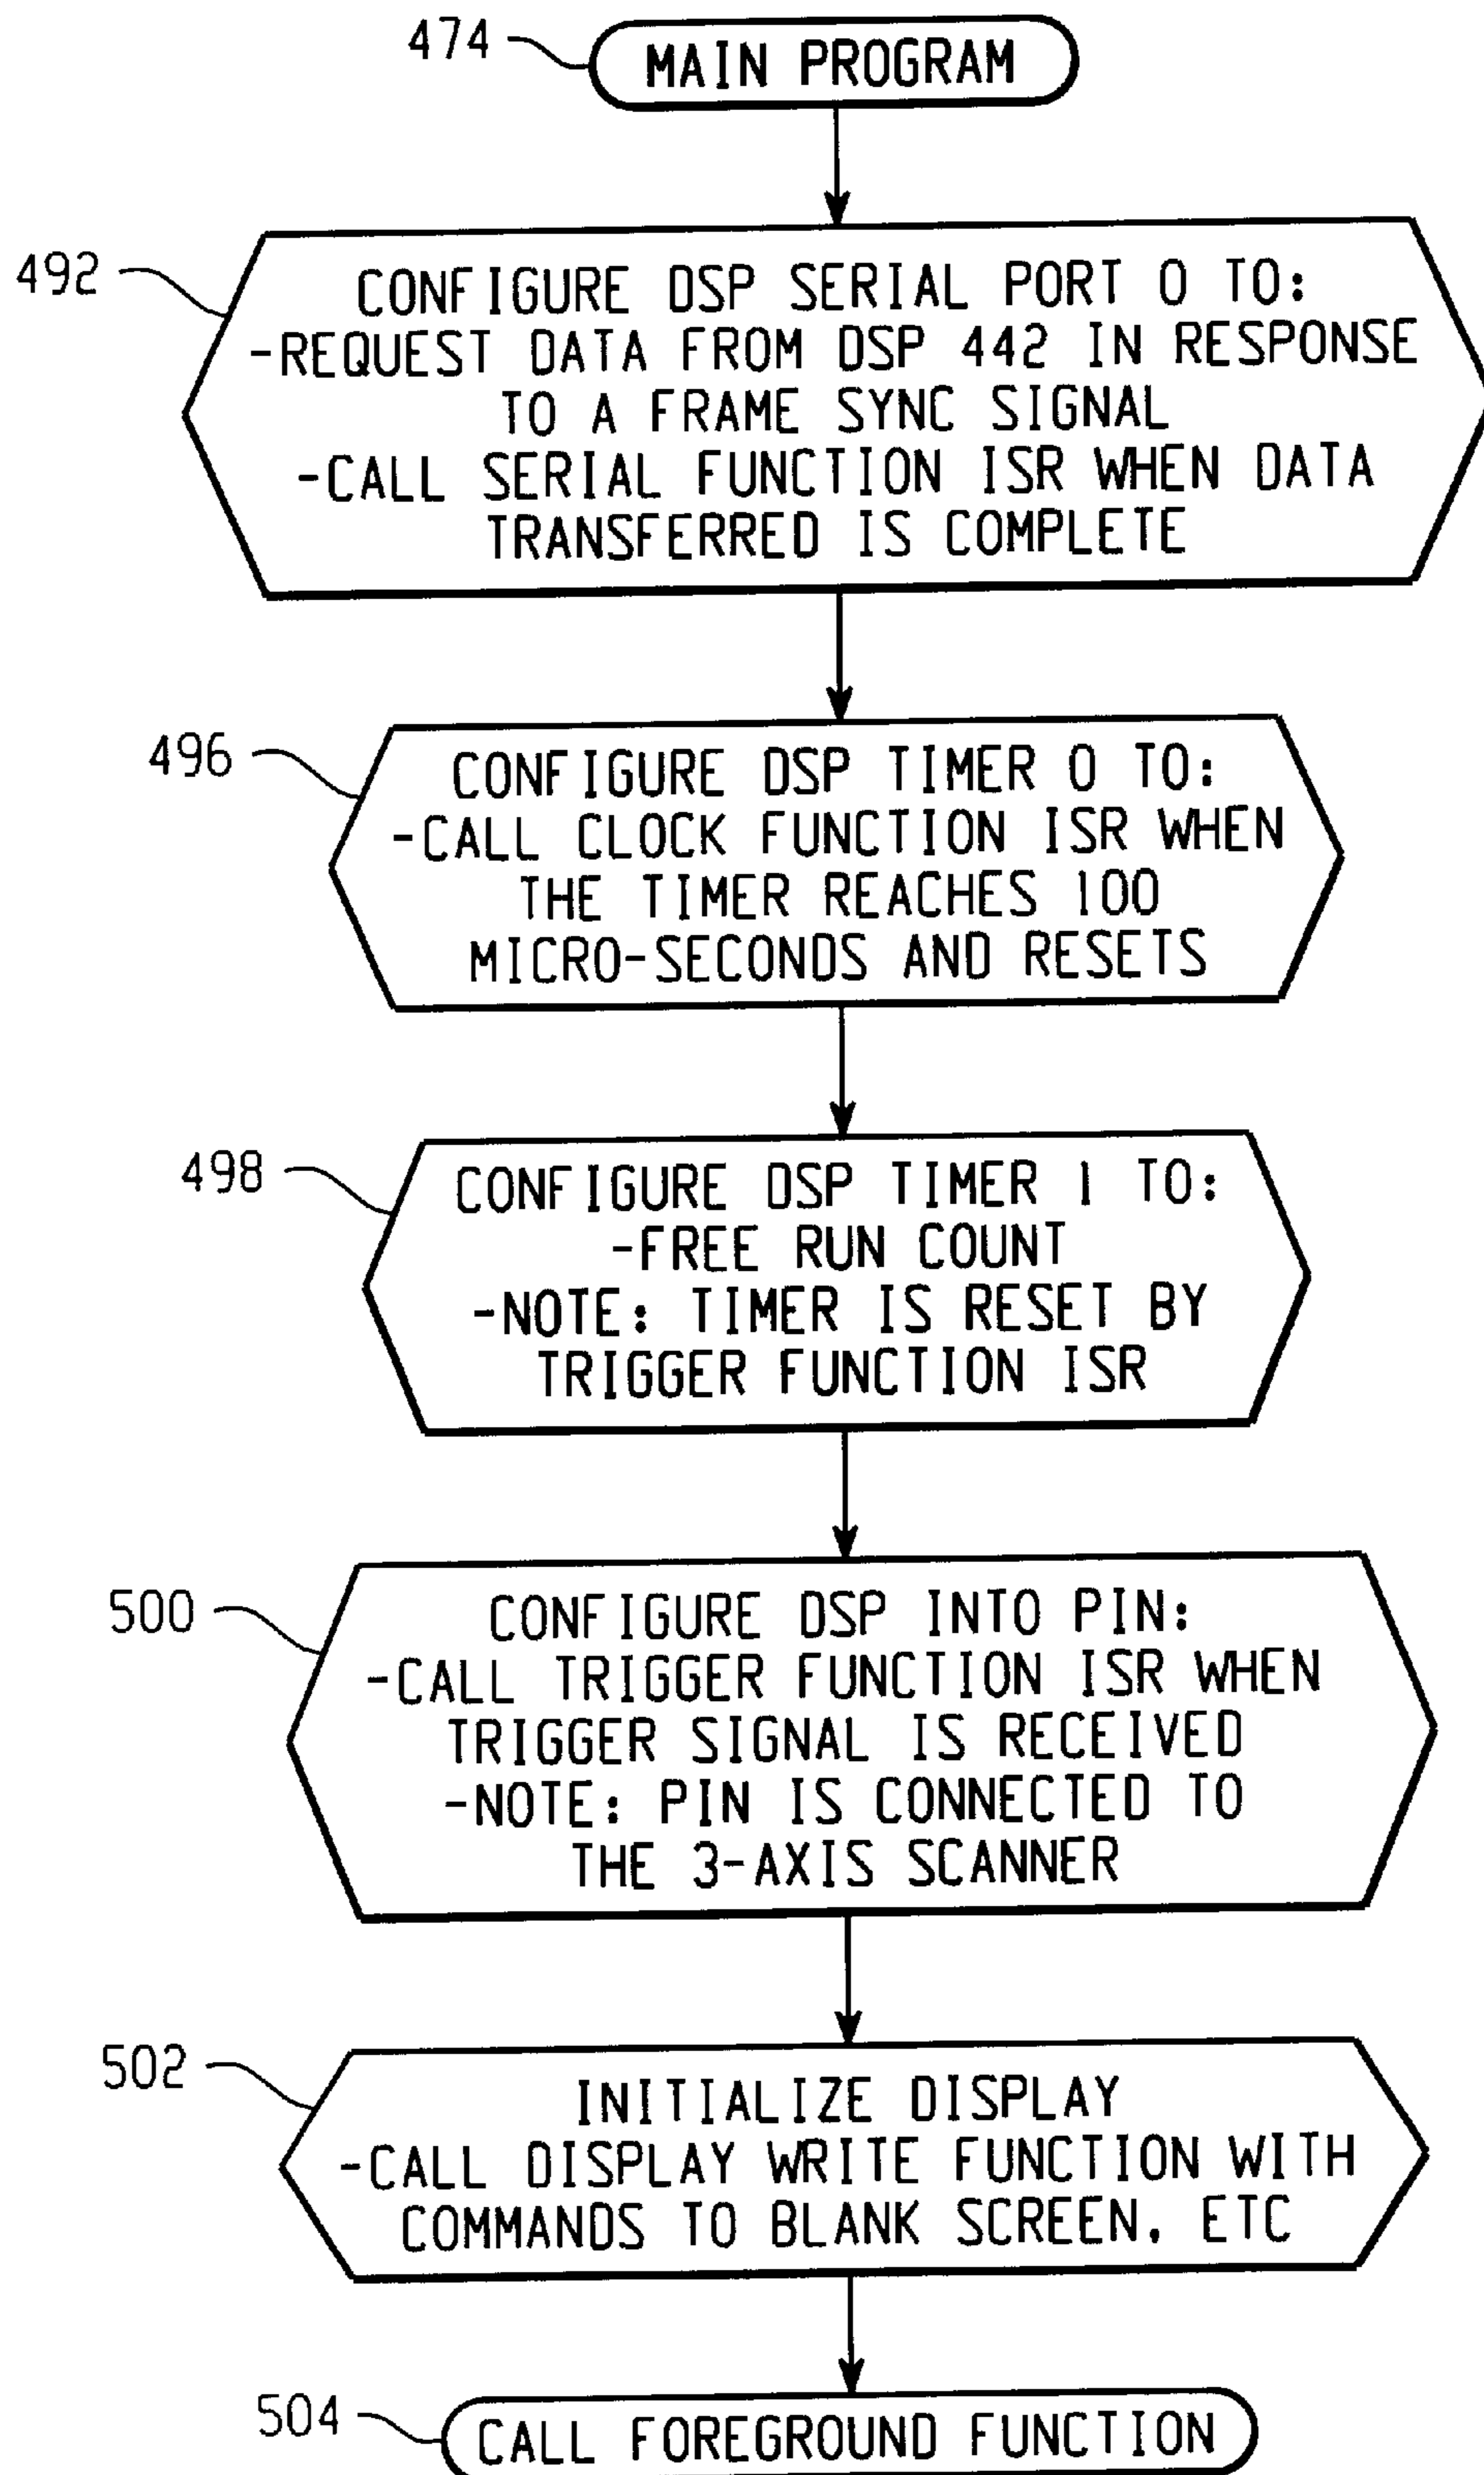 474
MAIN PROGRAM
492
CONFIGURE DSP SERIAL PORT 0 TO:
-REQUEST DATA FROM DSP 442 IN RESPONSE
TO A FRAME SYNC SIGNAL
-CALL SERIAL FUNCTION ISR WHEN DATA
TRANSFERRED IS COMPLETE
496
CONFIGURE DSP TIMER 0 TO:
-CALL CLOCK FUNCTION ISR WHEN
THE TIMER REACHES 100
MICRO-SECONDS AND RESETS
498
CONFIGURE DSP TIMER 1 TO:
-FREE RUN COUNT
-NOTE: TIMER IS RESET BY
TRIGGER FUNCTION ISR
500
CONFIGURE DSP INTO PIN:
-CALL TRIGGER FUNCTION ISR WHEN
TRIGGER SIGNAL IS RECEIVED
-NOTE: PIN IS CONNECTED TO
THE 3-AXIS SCANNER
502
INITIALIZE DISPLAY
-CALL DISPLAY WRITE FUNCTION WITH
COMMANDS TO BLANK SCREEN, ETC
504
CALL FOREGROUND FUNCTION